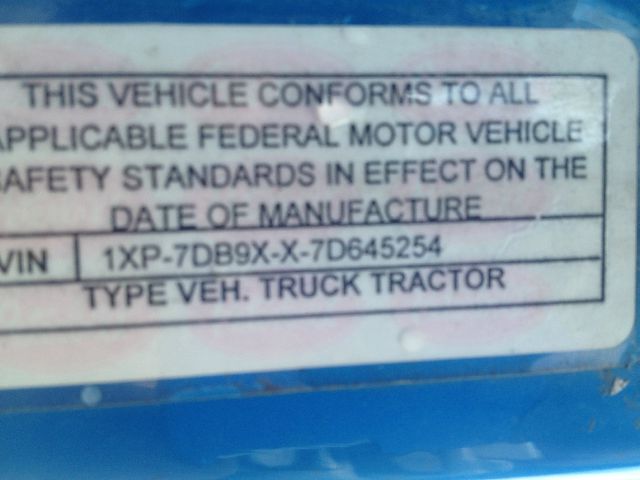 THIS VEHICLE CONFORMS TO ALL
APPLICABLE FEDERAL MOTOR VEHICLE
SAFETY STANDARDS IN EFFECT ON THE
DATE OF MANUFACTURE
VIN 1XP-7DB9X-X-7D645254
TYPE VEH. TRUCK TRACTOR